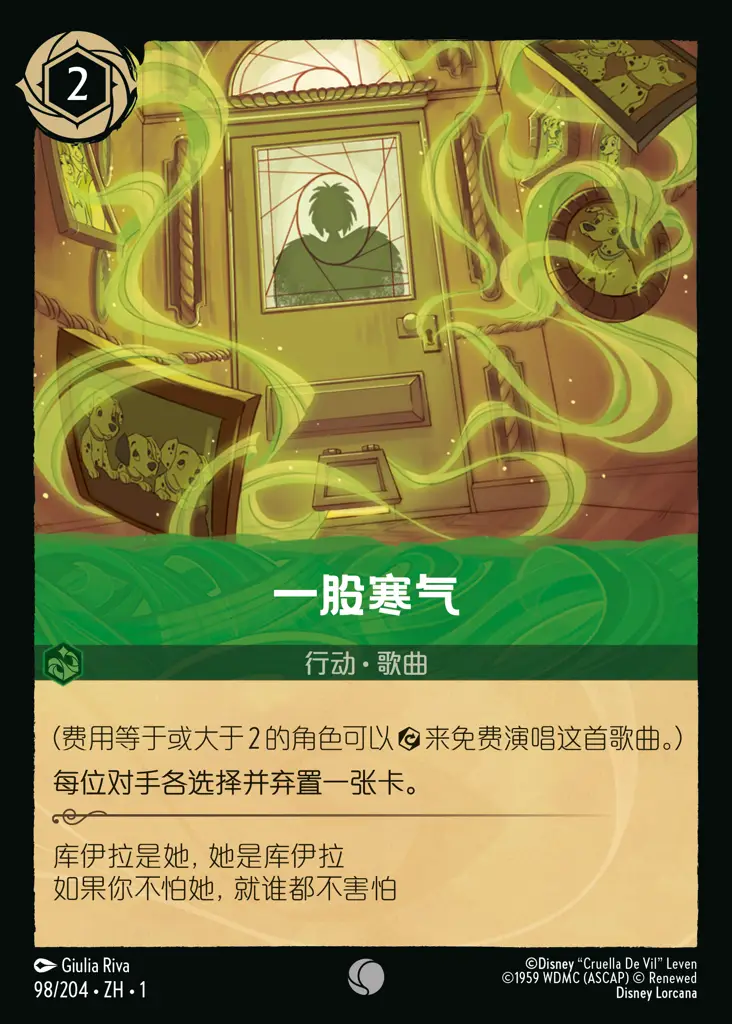 2
一股寒气
行动 • 歌曲
(费用等于或大于2的角色可以来免费演唱这首歌曲。)
每位对手各选择并弃置一张卡。
库伊拉是她, 她是库伊拉
如果你不怕她, 就谁都不害怕
Giulia Riva
98/204 • ZH • 1
©Disney “Cruella De Vil” Leven
©1959 WDMC (ASCAP) © Renewed
Disney Lorcana